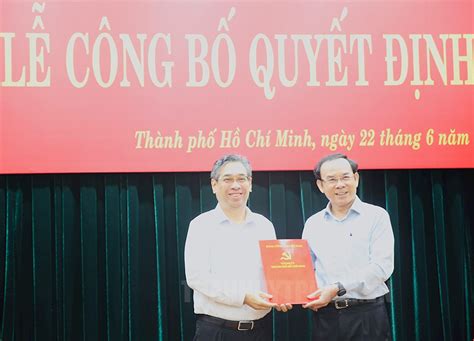 LỄ CÔNG BỐ QUYẾT ĐỊNH
Thành phố Hồ Chí Minh, ngày 22 tháng 6 năm